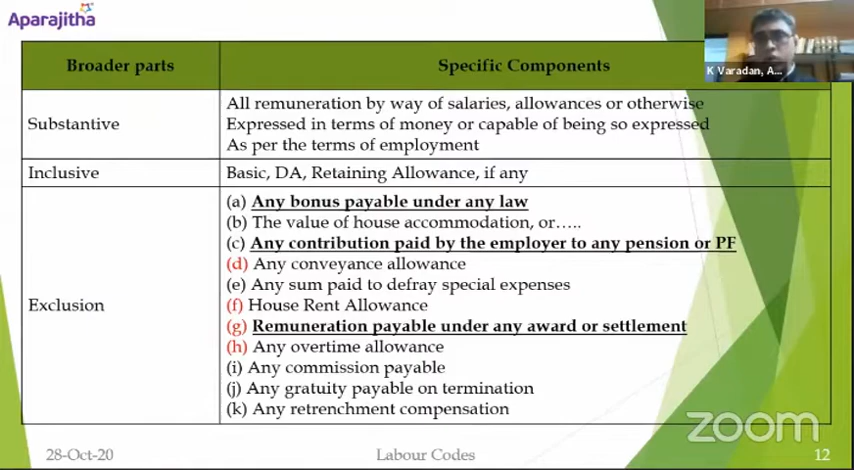 Aparajitha
K Varadan, A...
Broader parts
Specific Components
Substantive
All remuneration by way of salaries, allowances or otherwise
Expressed in terms of money or capable of being so expressed
As per the terms of employment
Inclusive
Basic, DA, Retaining Allowance, if any
Exclusion
(a) Any bonus payable under any law
(b) The value of house accommodation, or…..
(c) Any contribution paid by the employer to any pension or PF
(d) Any conveyance allowance
(e) Any sum paid to defray special expenses
(f) House Rent Allowance
(g) Remuneration payable under any award or settlement
(h) Any overtime allowance
(i) Any commission payable
(j) Any gratuity payable on termination
(k) Any retrenchment compensation
zoom
28-Oct-20
Labour Codes
12